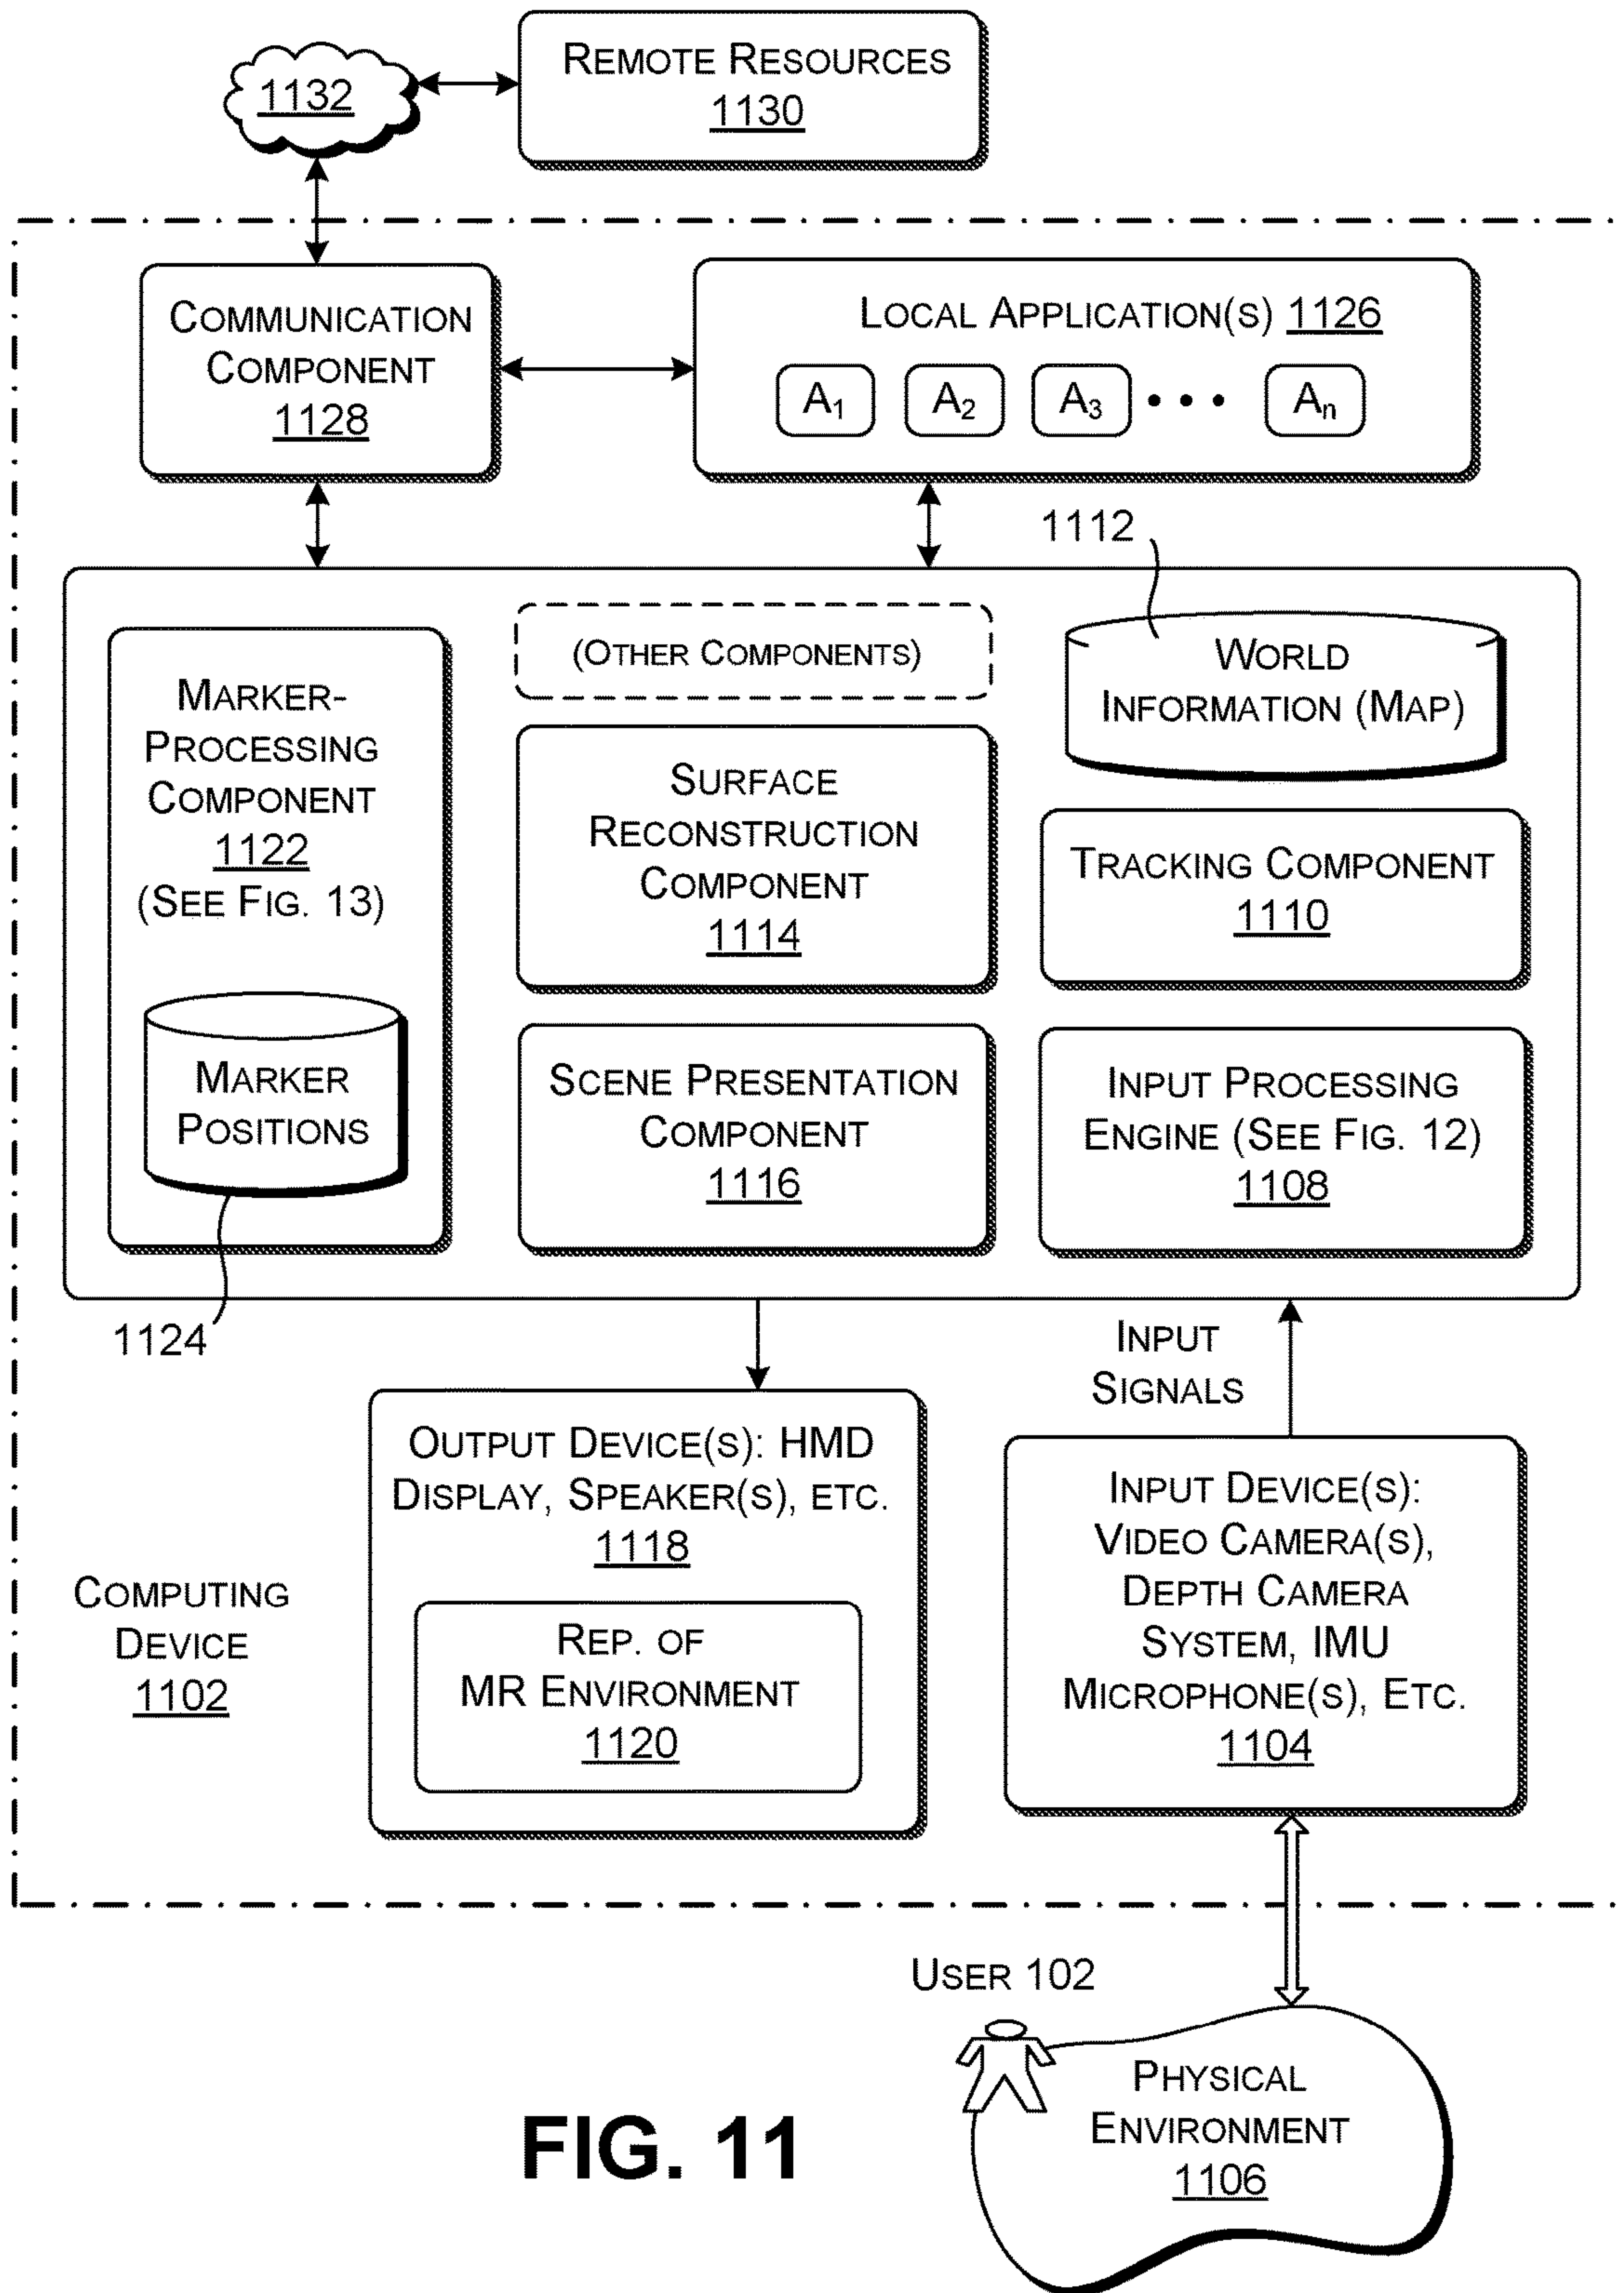 1132
REMOTE RESOURCES
1130
COMMUNICATION
COMPONENT
1128
LOCAL APPLICATION(S) 1126
A1 A2 A3 • • • An
1112
MARKER-
PROCESSING
COMPONENT
1122
(SEE FIG. 13)
MARKER
POSITIONS
1124
(OTHER COMPONENTS)
SURFACE
RECONSTRUCTION
COMPONENT
1114
SCENE PRESENTATION
COMPONENT
1116
WORLD
INFORMATION (MAP)
TRACKING COMPONENT
1110
INPUT PROCESSING
ENGINE (SEE FIG. 12)
1108
INPUT
SIGNALS
OUTPUT DEVICE(S): HMD
DISPLAY, SPEAKER(S), ETC.
1118
REP. OF
MR ENVIRONMENT
1120
INPUT DEVICE(S):
VIDEO CAMERA(S),
DEPTH CAMERA
SYSTEM, IMU
MICROPHONE(S), ETC.
1104
COMPUTING
DEVICE
1102
USER 102
PHYSICAL
ENVIRONMENT
1106
FIG. 11